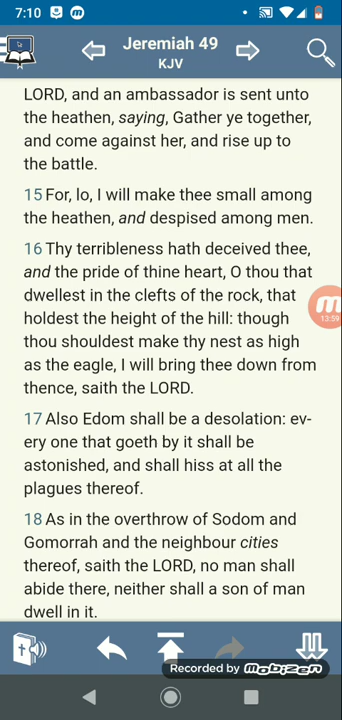 7:10
Jeremiah 49
KJV
LORD, and an ambassador is sent unto
the heathen, saying, Gather ye together,
and come against her, and rise up to
the battle.
15 For, lo, I will make thee small among
the heathen, and despised among men.
16 Thy terribleness hath deceived thee,
and the pride of thine heart, O thou that
dwellest in the clefts of the rock, that
holdest the height of the hill: though
thou shouldest make thy nest as high
as the eagle, I will bring thee down from
thence, saith the LORD.
13:59
17 Also Edom shall be a desolation: ev-
ery one that goeth by it shall be
astonished, and shall hiss at all the
plagues thereof.
18 As in the overthrow of Sodom and
Gomorrah and the neighbour cities
thereof, saith the LORD, no man shall
abide there, neither shall a son of man
dwell in it.
Recorded by mobizen